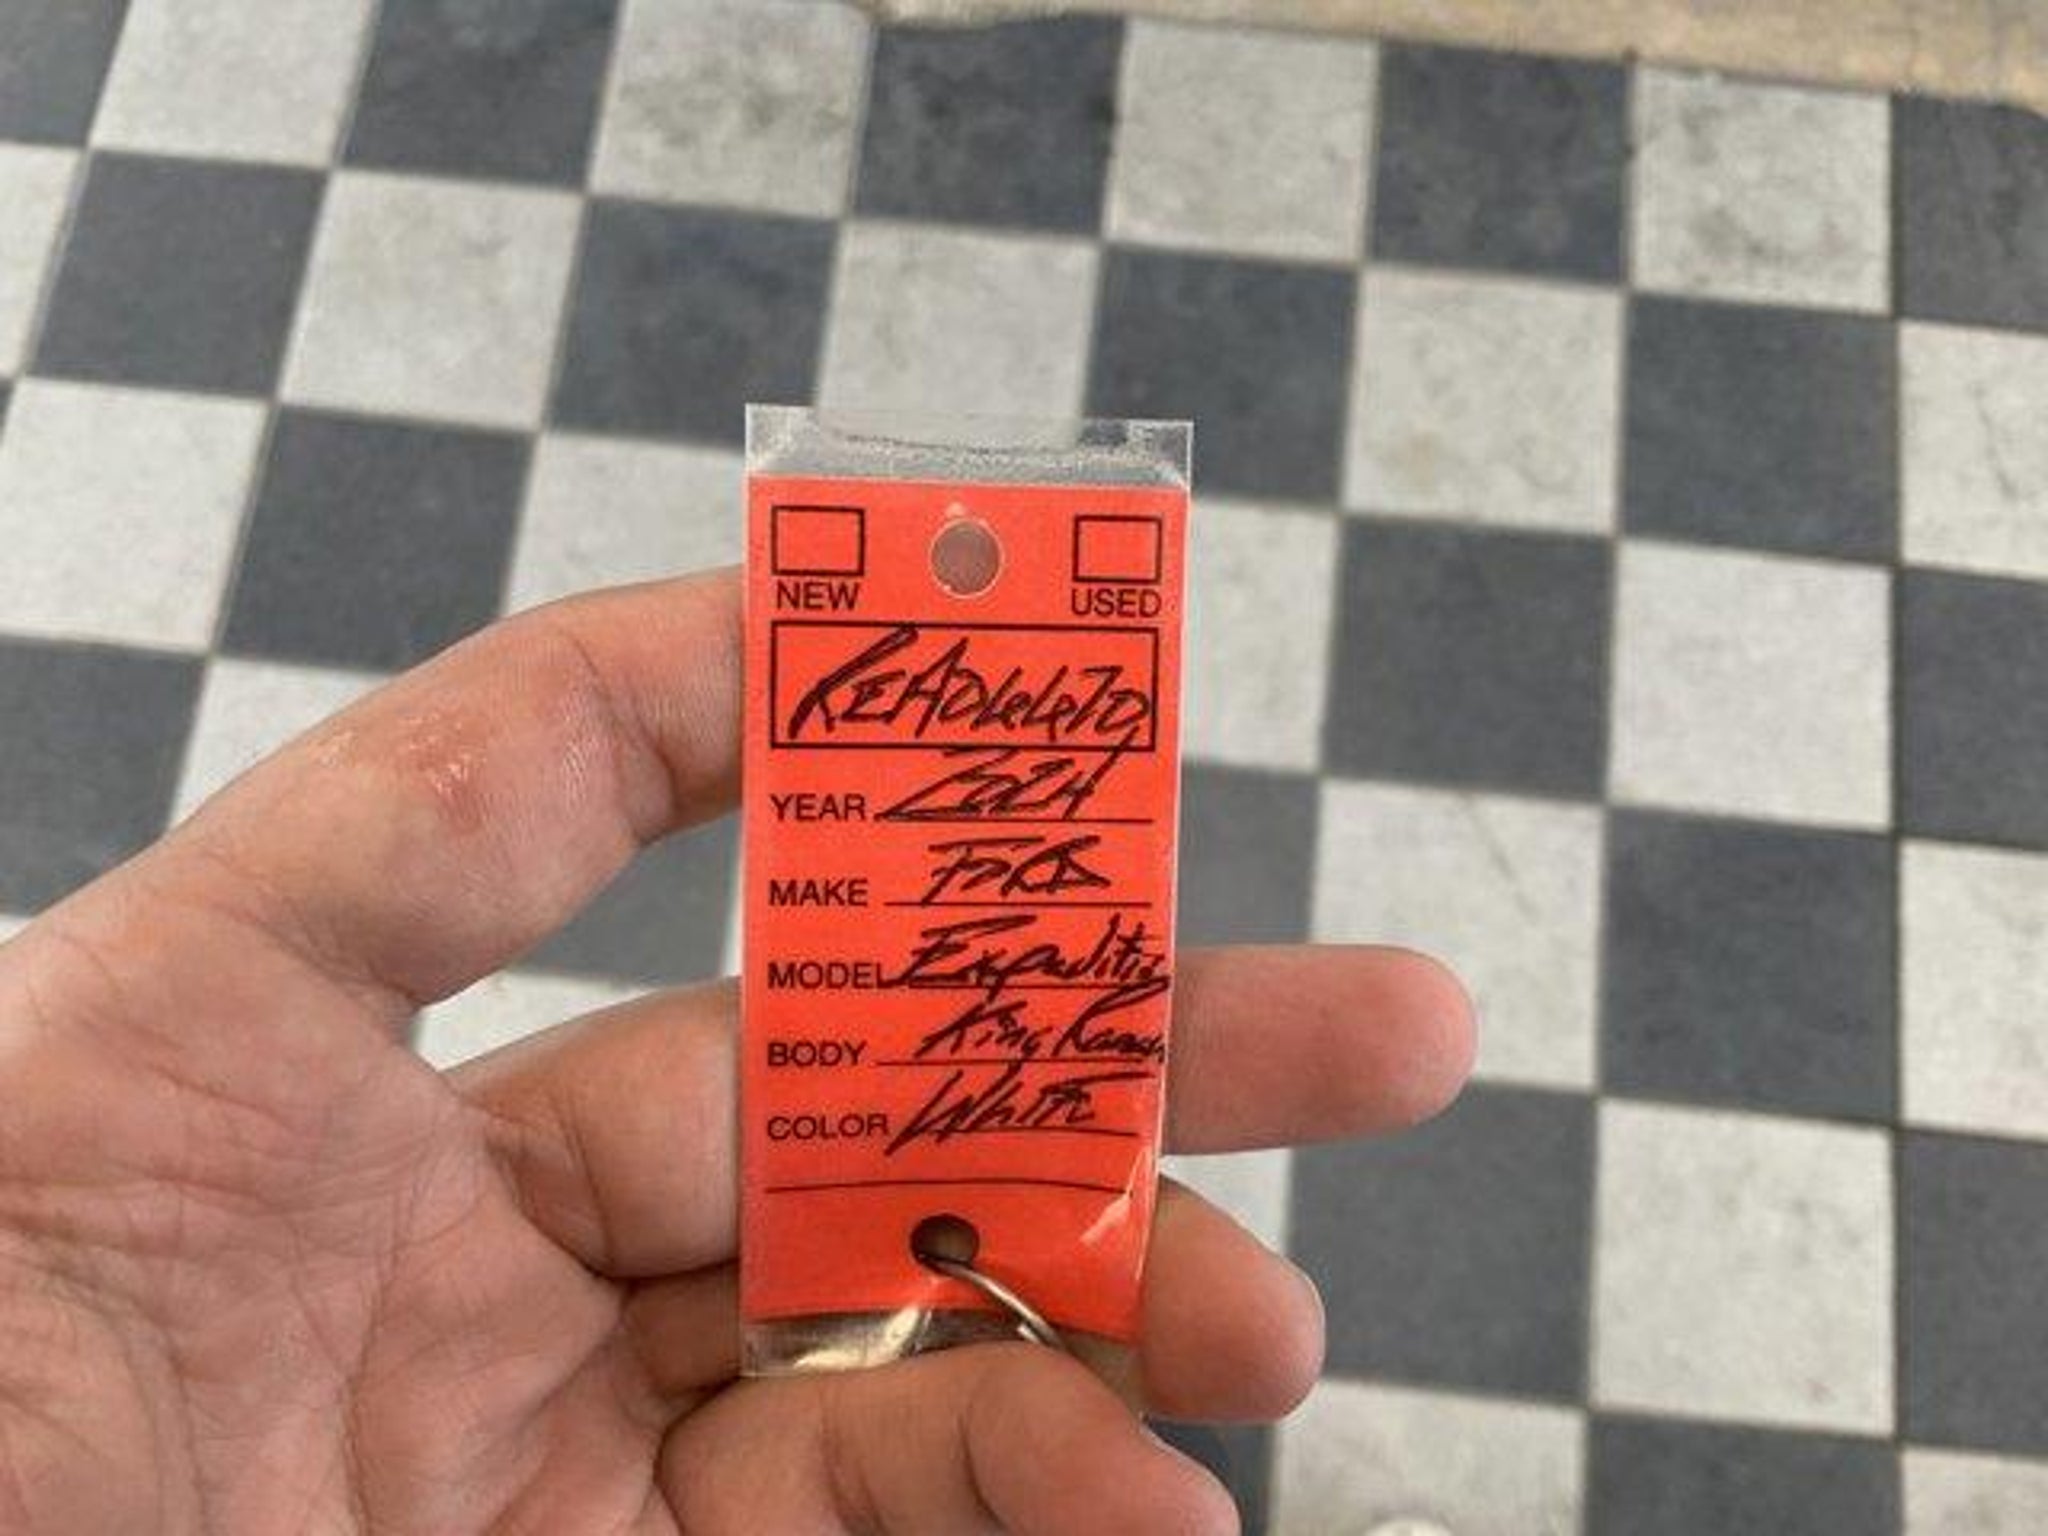 NEW USED
YEAR 2024
MAKE FORD
MODEL Expedition
BODY King Ranch
COLOR WHITE